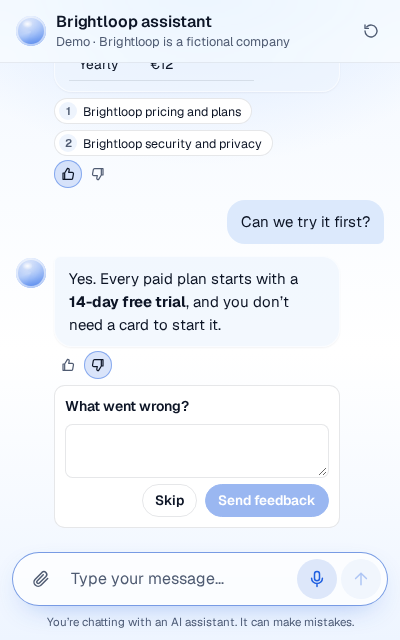 Brightloop assistant
Demo · Brightloop is a fictional company
Yearly €12
1 Brightloop pricing and plans
2 Brightloop security and privacy
Can we try it first?
Yes. Every paid plan starts with a
14-day free trial, and you don’t
need a card to start it.
What went wrong?
Skip Send feedback
Type your message...
You’re chatting with an AI assistant. It can make mistakes.